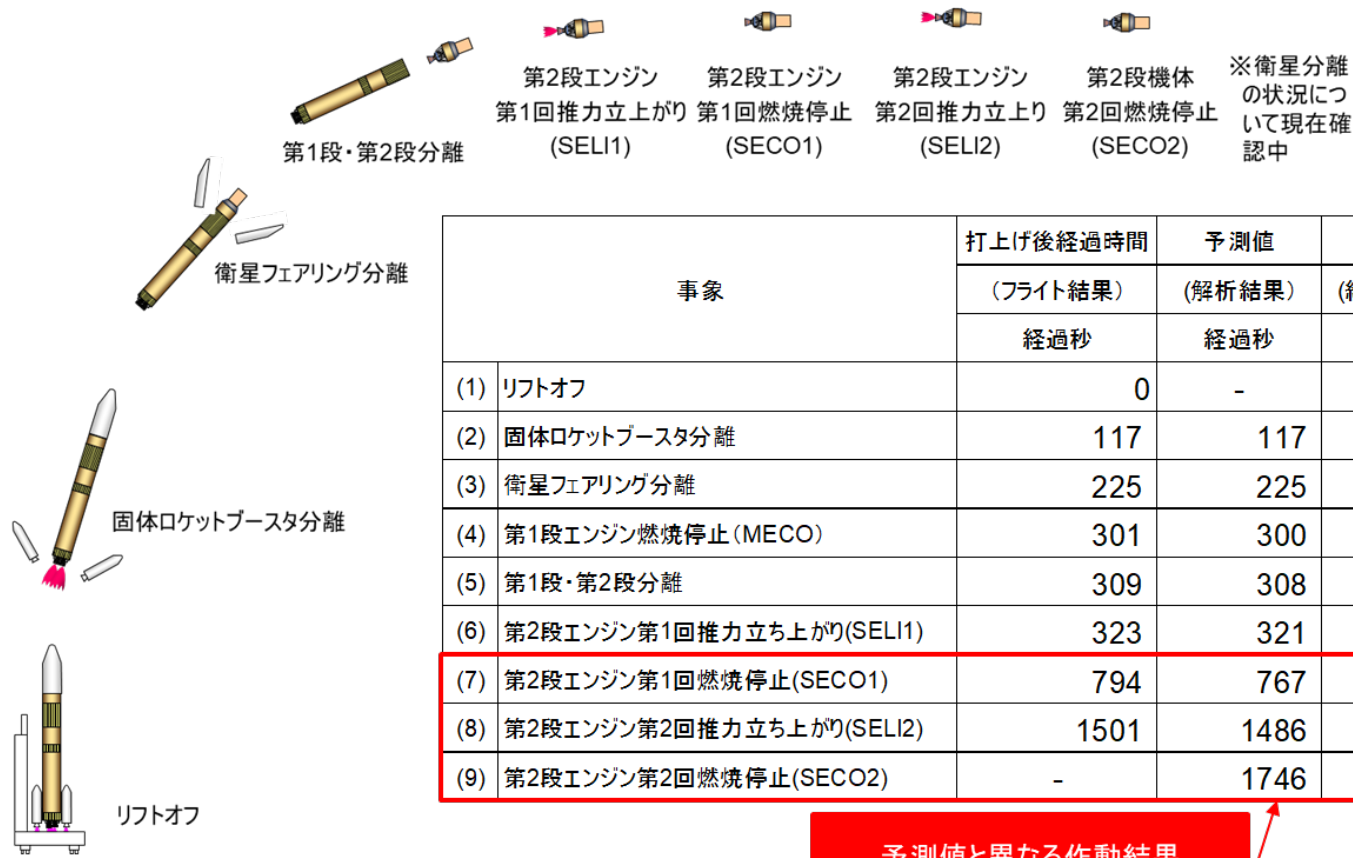 第2段エンジン
第1回推力立上がり
(SELI1)
第2段エンジン
第1回燃焼停止
(SECO1)
第2段エンジン
第2回推力立上り
(SELI2)
第2段機体
第2回燃焼停止
(SECO2)
※衛星分離
の状況につ
いて現在確
認中
第1段・第2段分離
衛星フェアリング分離
固体ロケットブースタ分離
リフトオフ
事象
打上げ後経過時間 予測値
(フライト結果) (解析結果)
経過秒 経過秒
(1) リフトオフ 0 -
(2) 固体ロケットブースタ分離 117 117
(3) 衛星フェアリング分離 225 225
(4) 第1段エンジン燃焼停止(MECO) 301 300
(5) 第1段・第2段分離 309 308
(6) 第2段エンジン第1回推力立ち上がり(SELI1) 323 321
(7) 第2段エンジン第1回燃焼停止(SECO1) 794 767
(8) 第2段エンジン第2回推力立ち上がり(SELI2) 1501 1486
(9) 第2段エンジン第2回燃焼停止(SECO2) - 1746
予測値と異なる作動結果